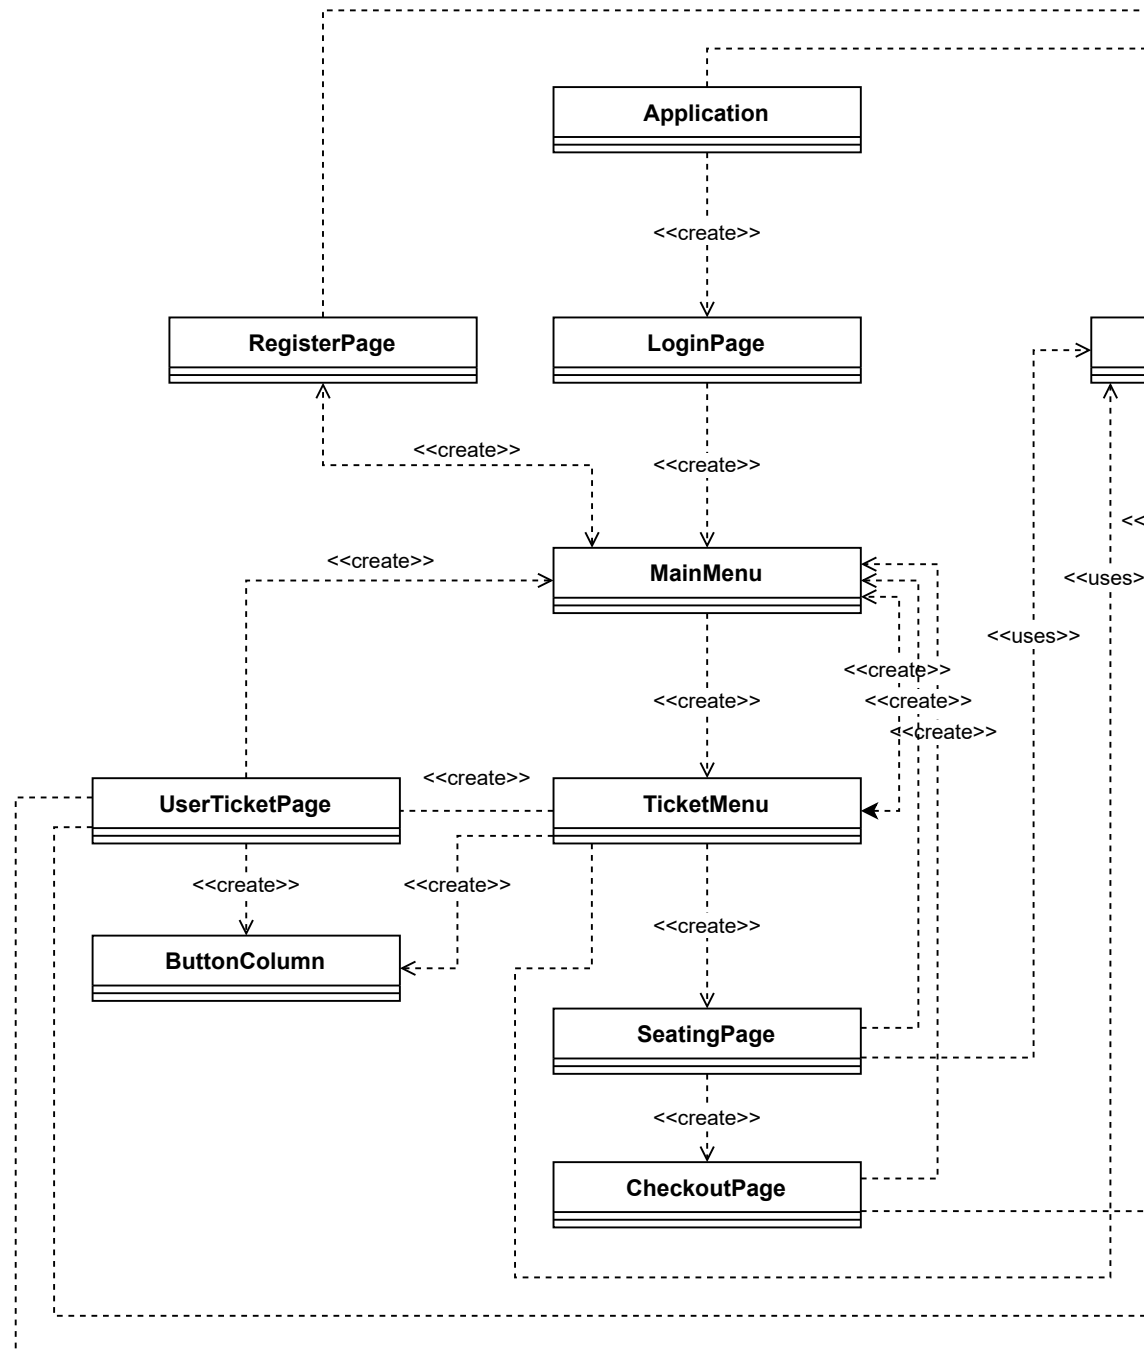 Application
<<create>>
RegisterPage
LoginPage
<<create>>
<<create>>
<<
<<create>>
MainMenu
<<uses>
<<uses>>
<<create>>
<<create>>
<<create>>
<<create>>
<<create>>
UserTicketPage
TicketMenu
<<create>>
<<create>>
<<create>>
ButtonColumn
SeatingPage
<<create>>
CheckoutPage